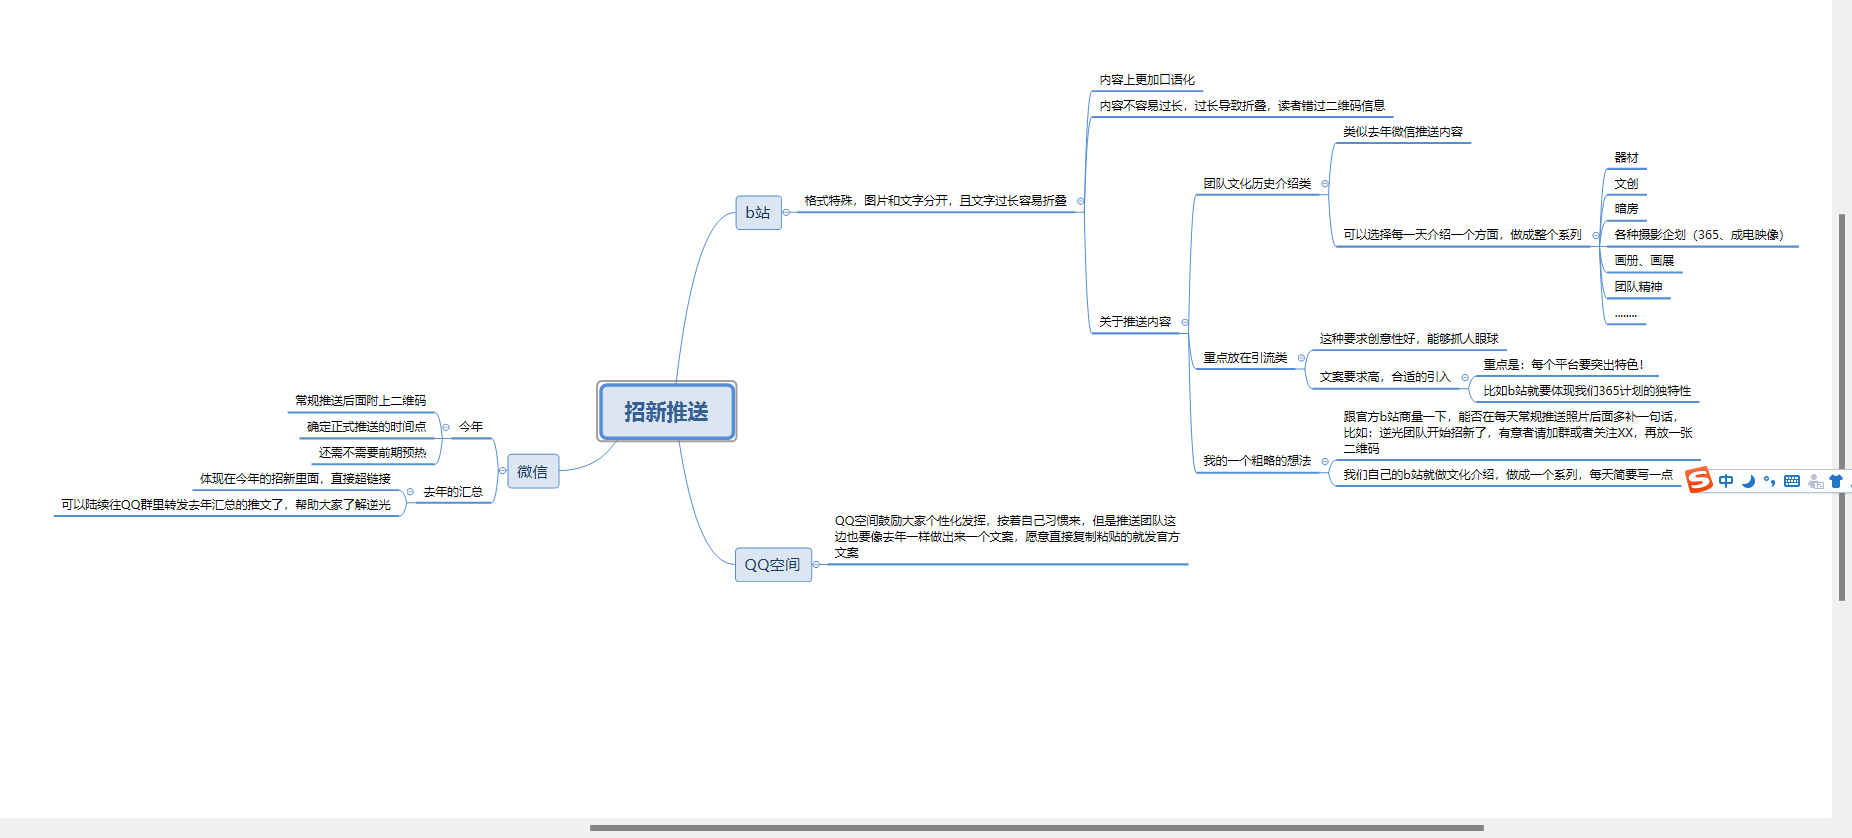 招新推送
b站
格式特殊，图片和文字分开，且文字过长容易折叠
内容上更加口语化
内容不容易过长，过长导致折叠，读者错过二维码信息
关于推送内容
团队文化历史介绍类
类似去年微信推送内容
可以选择每一天介绍一个方面，做成整个系列
器材
文创
暗房
各种摄影企划（365、成电映像）
画册、画展
团队精神
........
重点放在引流类
这种要求创意性好，能够抓人眼球
文案要求高，合适的引入
重点是：每个平台要突出特色！
比如b站就要体现我们365计划的独特性
我的一个粗略的想法
跟官方b站商量一下，能否在每天常规推送照片后面多补一句话，
比如：逆光团队开始招新了，有意者请加群或者关注XX，再放一张
二维码
我们自己的b站就做文化介绍，做成一个系列，每天简要写一点
QQ空间
QQ空间鼓励大家个性化发挥，按着自己习惯来，但是推送团队这
边也要像去年一样做出来一个文案，愿意直接复制粘贴的就发官方
文案
微信
今年
常规推送后面附上二维码
确定正式推送的时间点
还需不需要前期预热
去年的汇总
体现在今年的招新里面，直接超链接
可以陆续往QQ群里转发去年汇总的推文了，帮助大家了解逆光
S
中